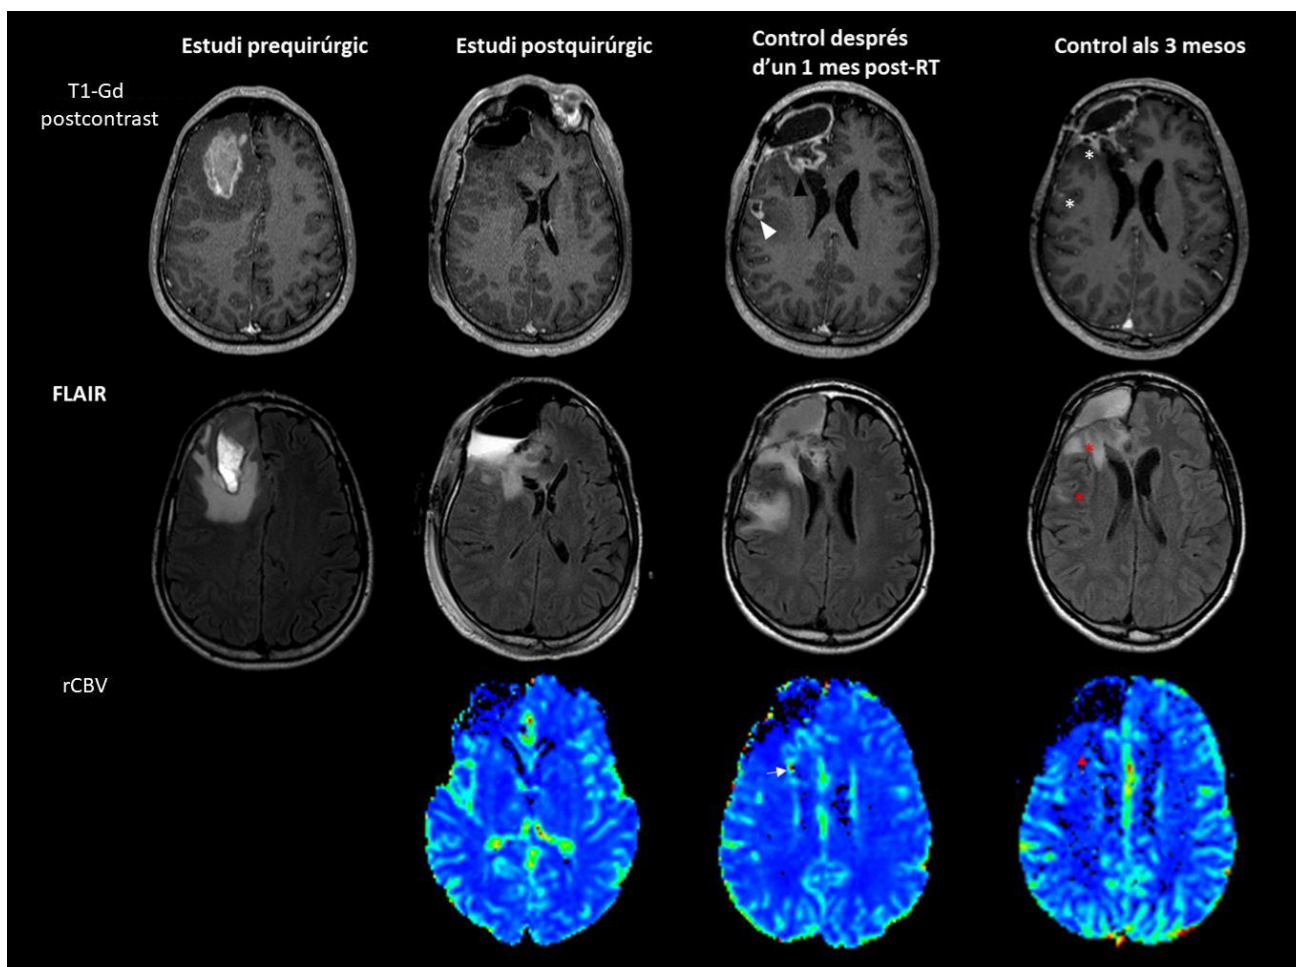 Estudi prequirúrgic
Estudi postquirúrgic
Control després
d’un 1 mes post-RT
Control als 3 mesos
T1-Gd
postcontrast
FLAIR
rCBV